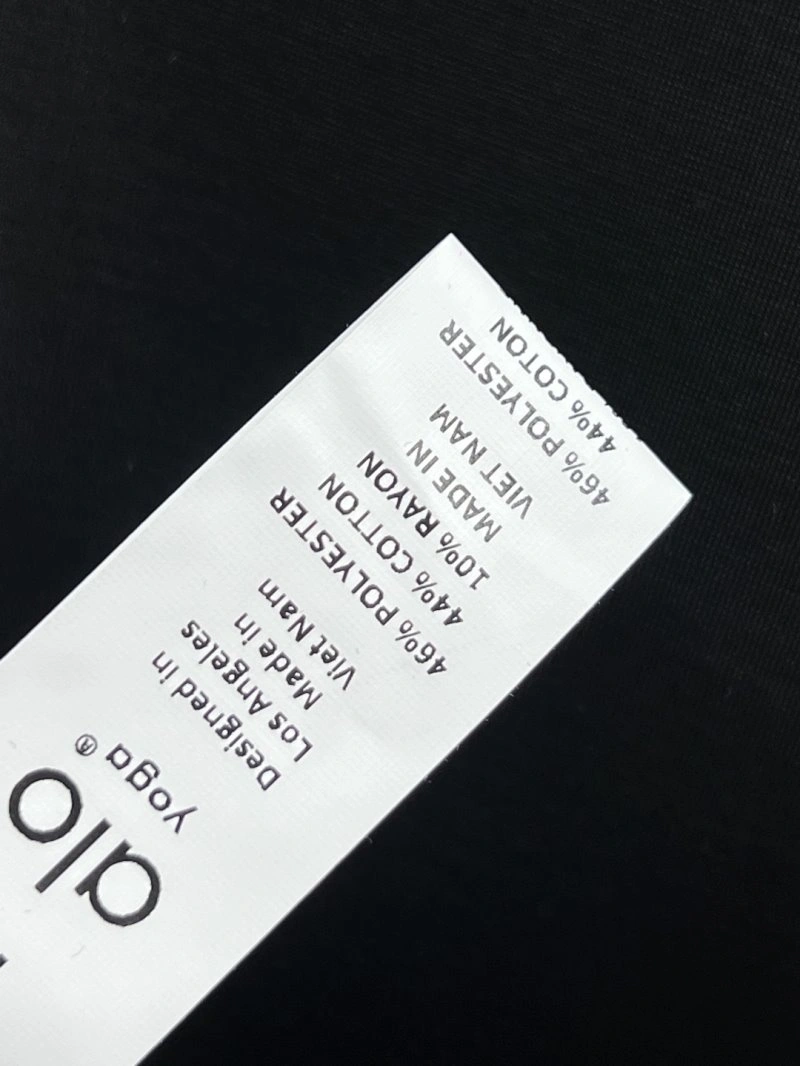 alo
yoga®
Designed in
Los Angeles
Made in
Viet Nam
46% POLYESTER
44% COTTON
10% RAYON
MADE IN
VIET NAM
46% POLYESTER
44% COTTON